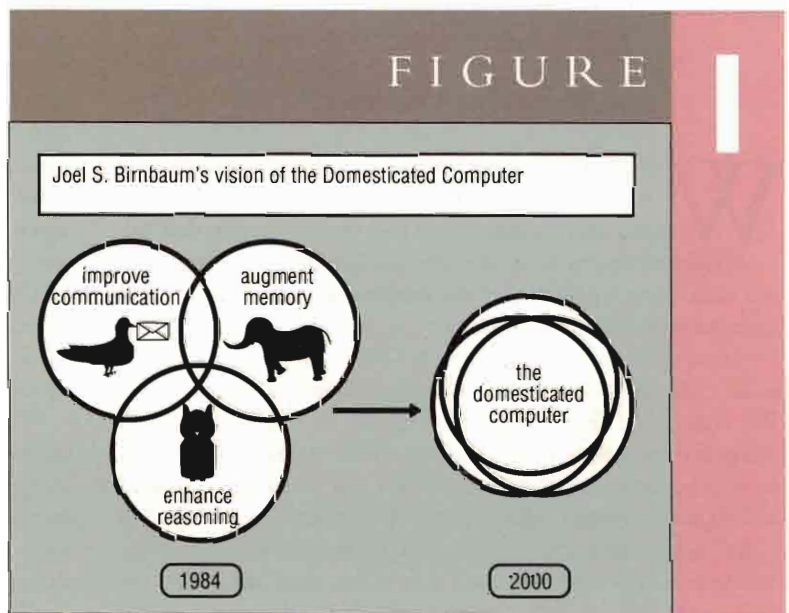 FIGURE I
Joel S. Birnbaum's vision of the Domesticated Computer
improve
communication
augment
memory
enhance
reasoning
the
domesticated
computer
1984
2000